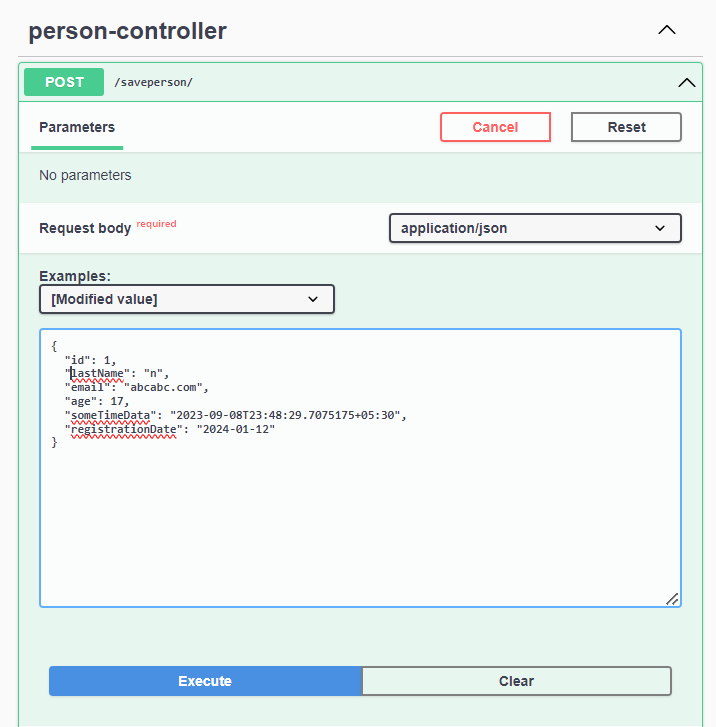 person-controller
POST /saveperson/
Parameters Cancel Reset
No parameters
Request body required application/json
Examples:
[Modified value]
{
  "id": 1,
  "lastName": "n",
  "email": "abcabc.com",
  "age": 17,
  "someTimeData": "2023-09-08T23:48:29.7075175+05:30",
  "registrationDate": "2024-01-12"
}
Execute Clear